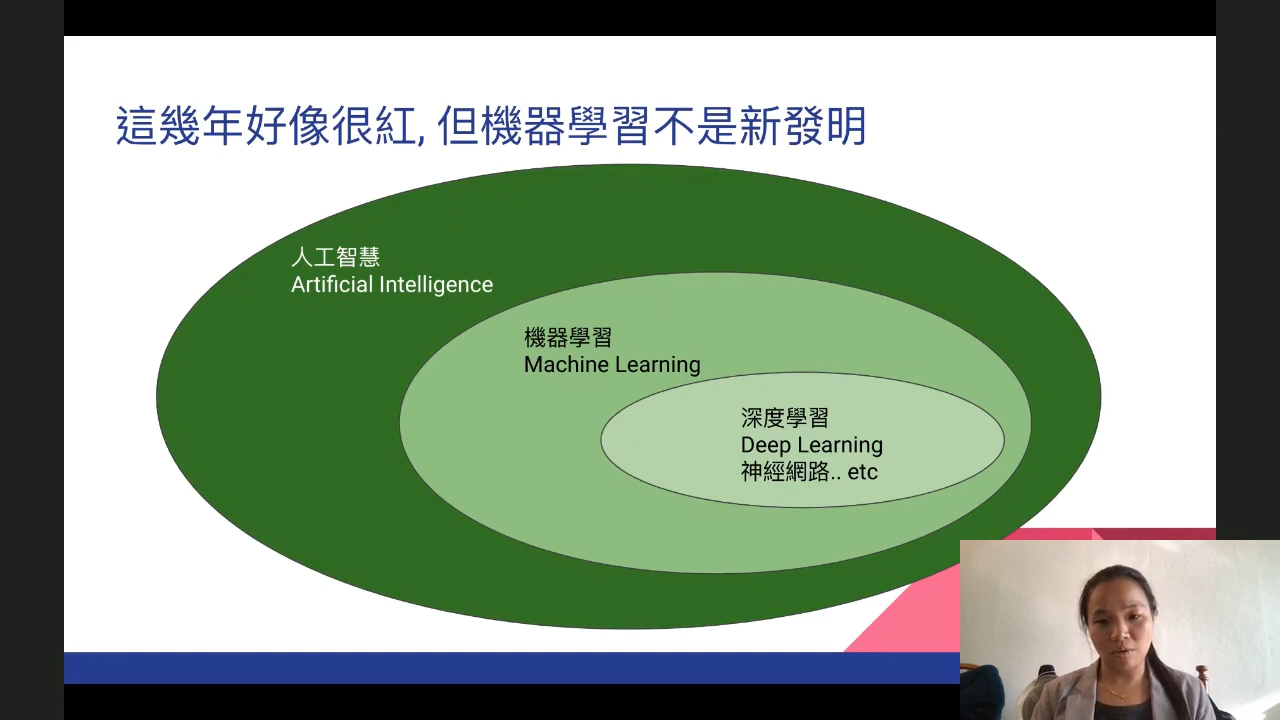 這幾年好像很紅, 但機器學習不是新發明
人工智慧
Artificial Intelligence
機器學習
Machine Learning
深度學習
Deep Learning
神經網路.. etc